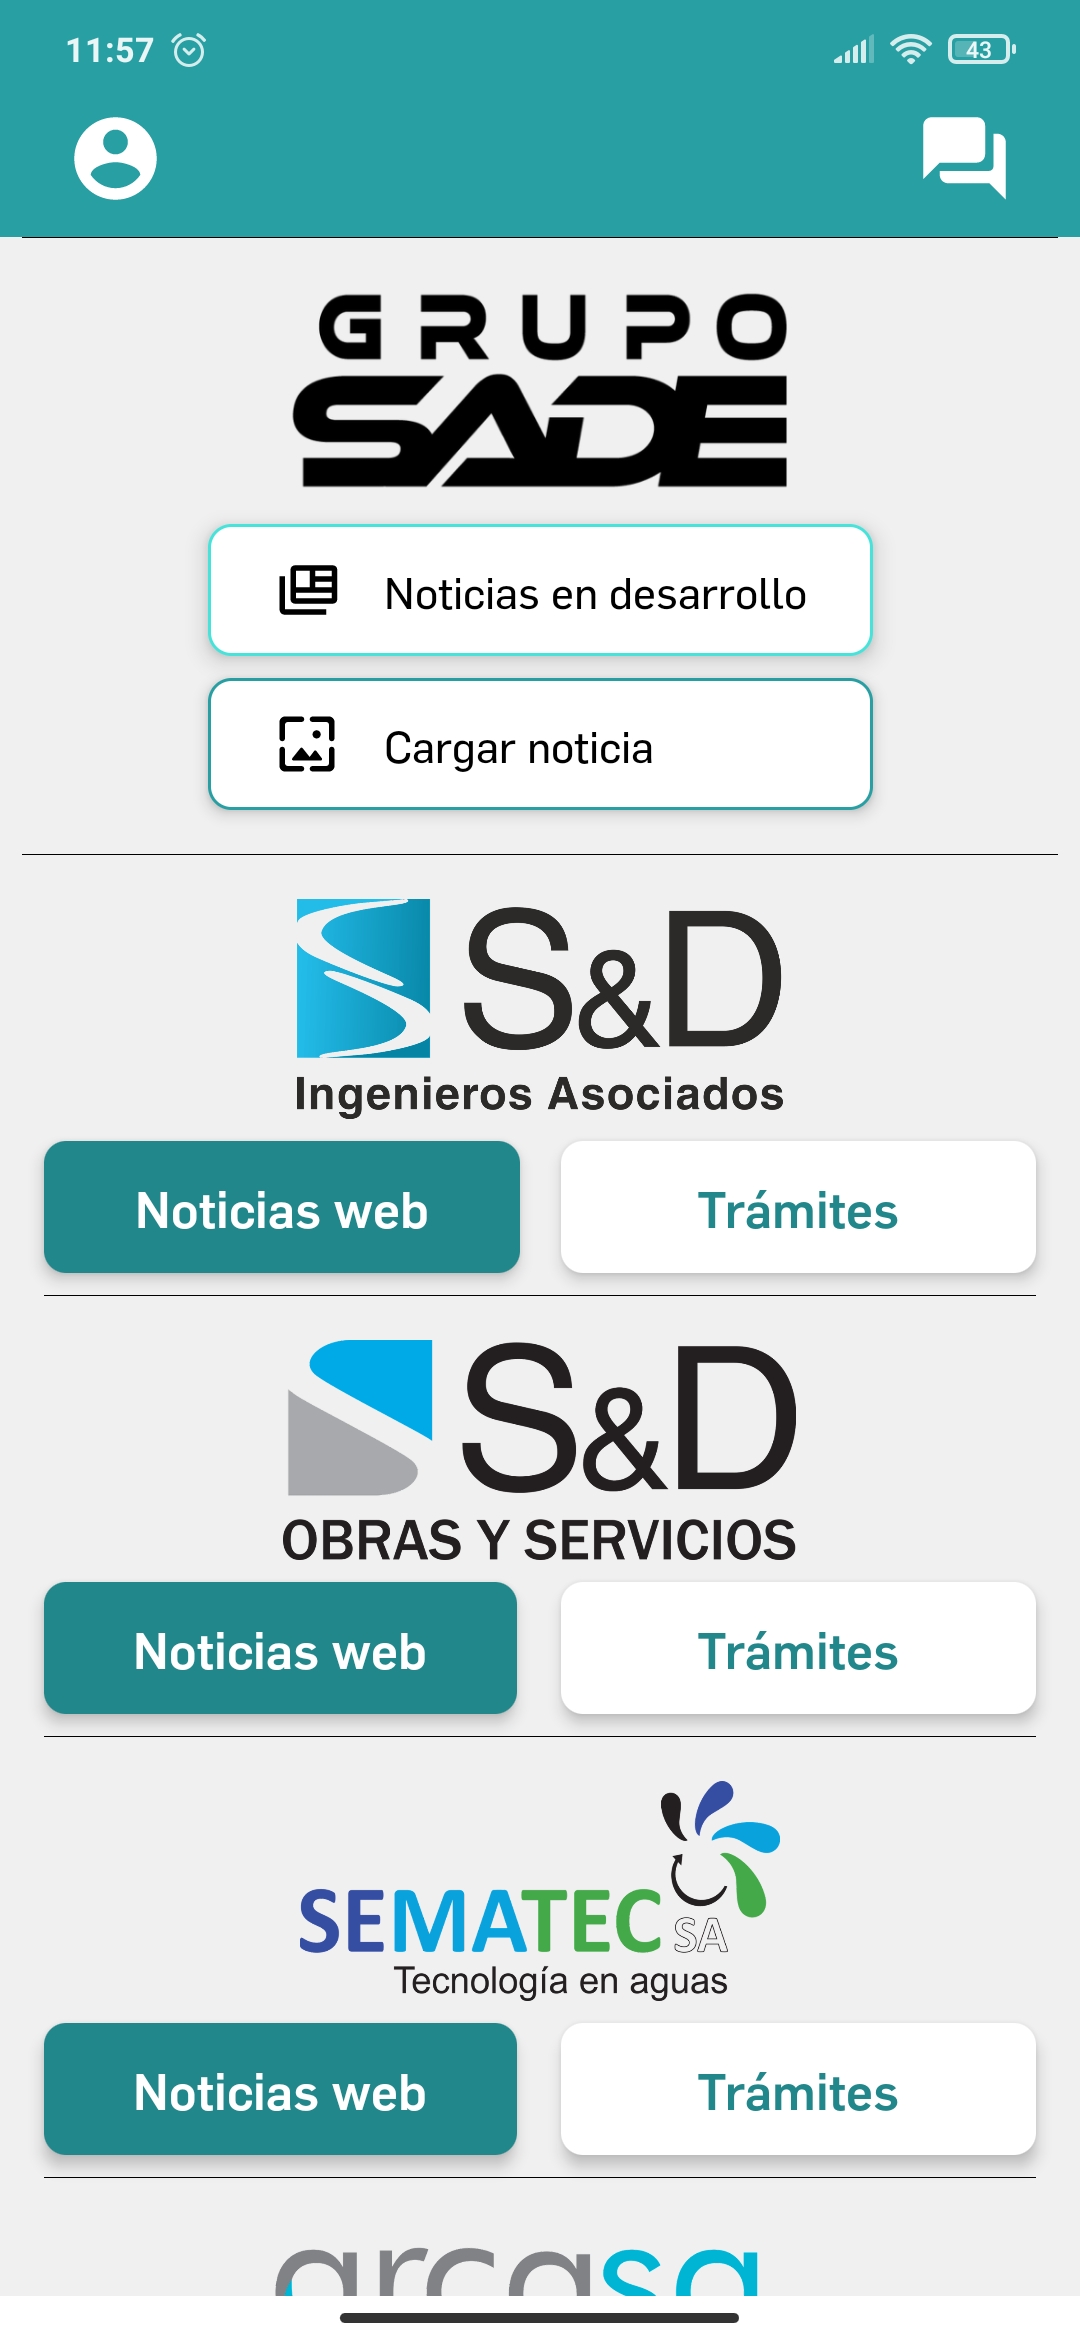 11:57
43
GRUPO
SADE
Noticias en desarrollo
Cargar noticia
S&D
Ingenieros Asociados
Noticias web
Trámites
S&D
OBRAS Y SERVICIOS
Noticias web
Trámites
SEMATEC SA
Tecnología en aguas
Noticias web
Trámites
arcasa